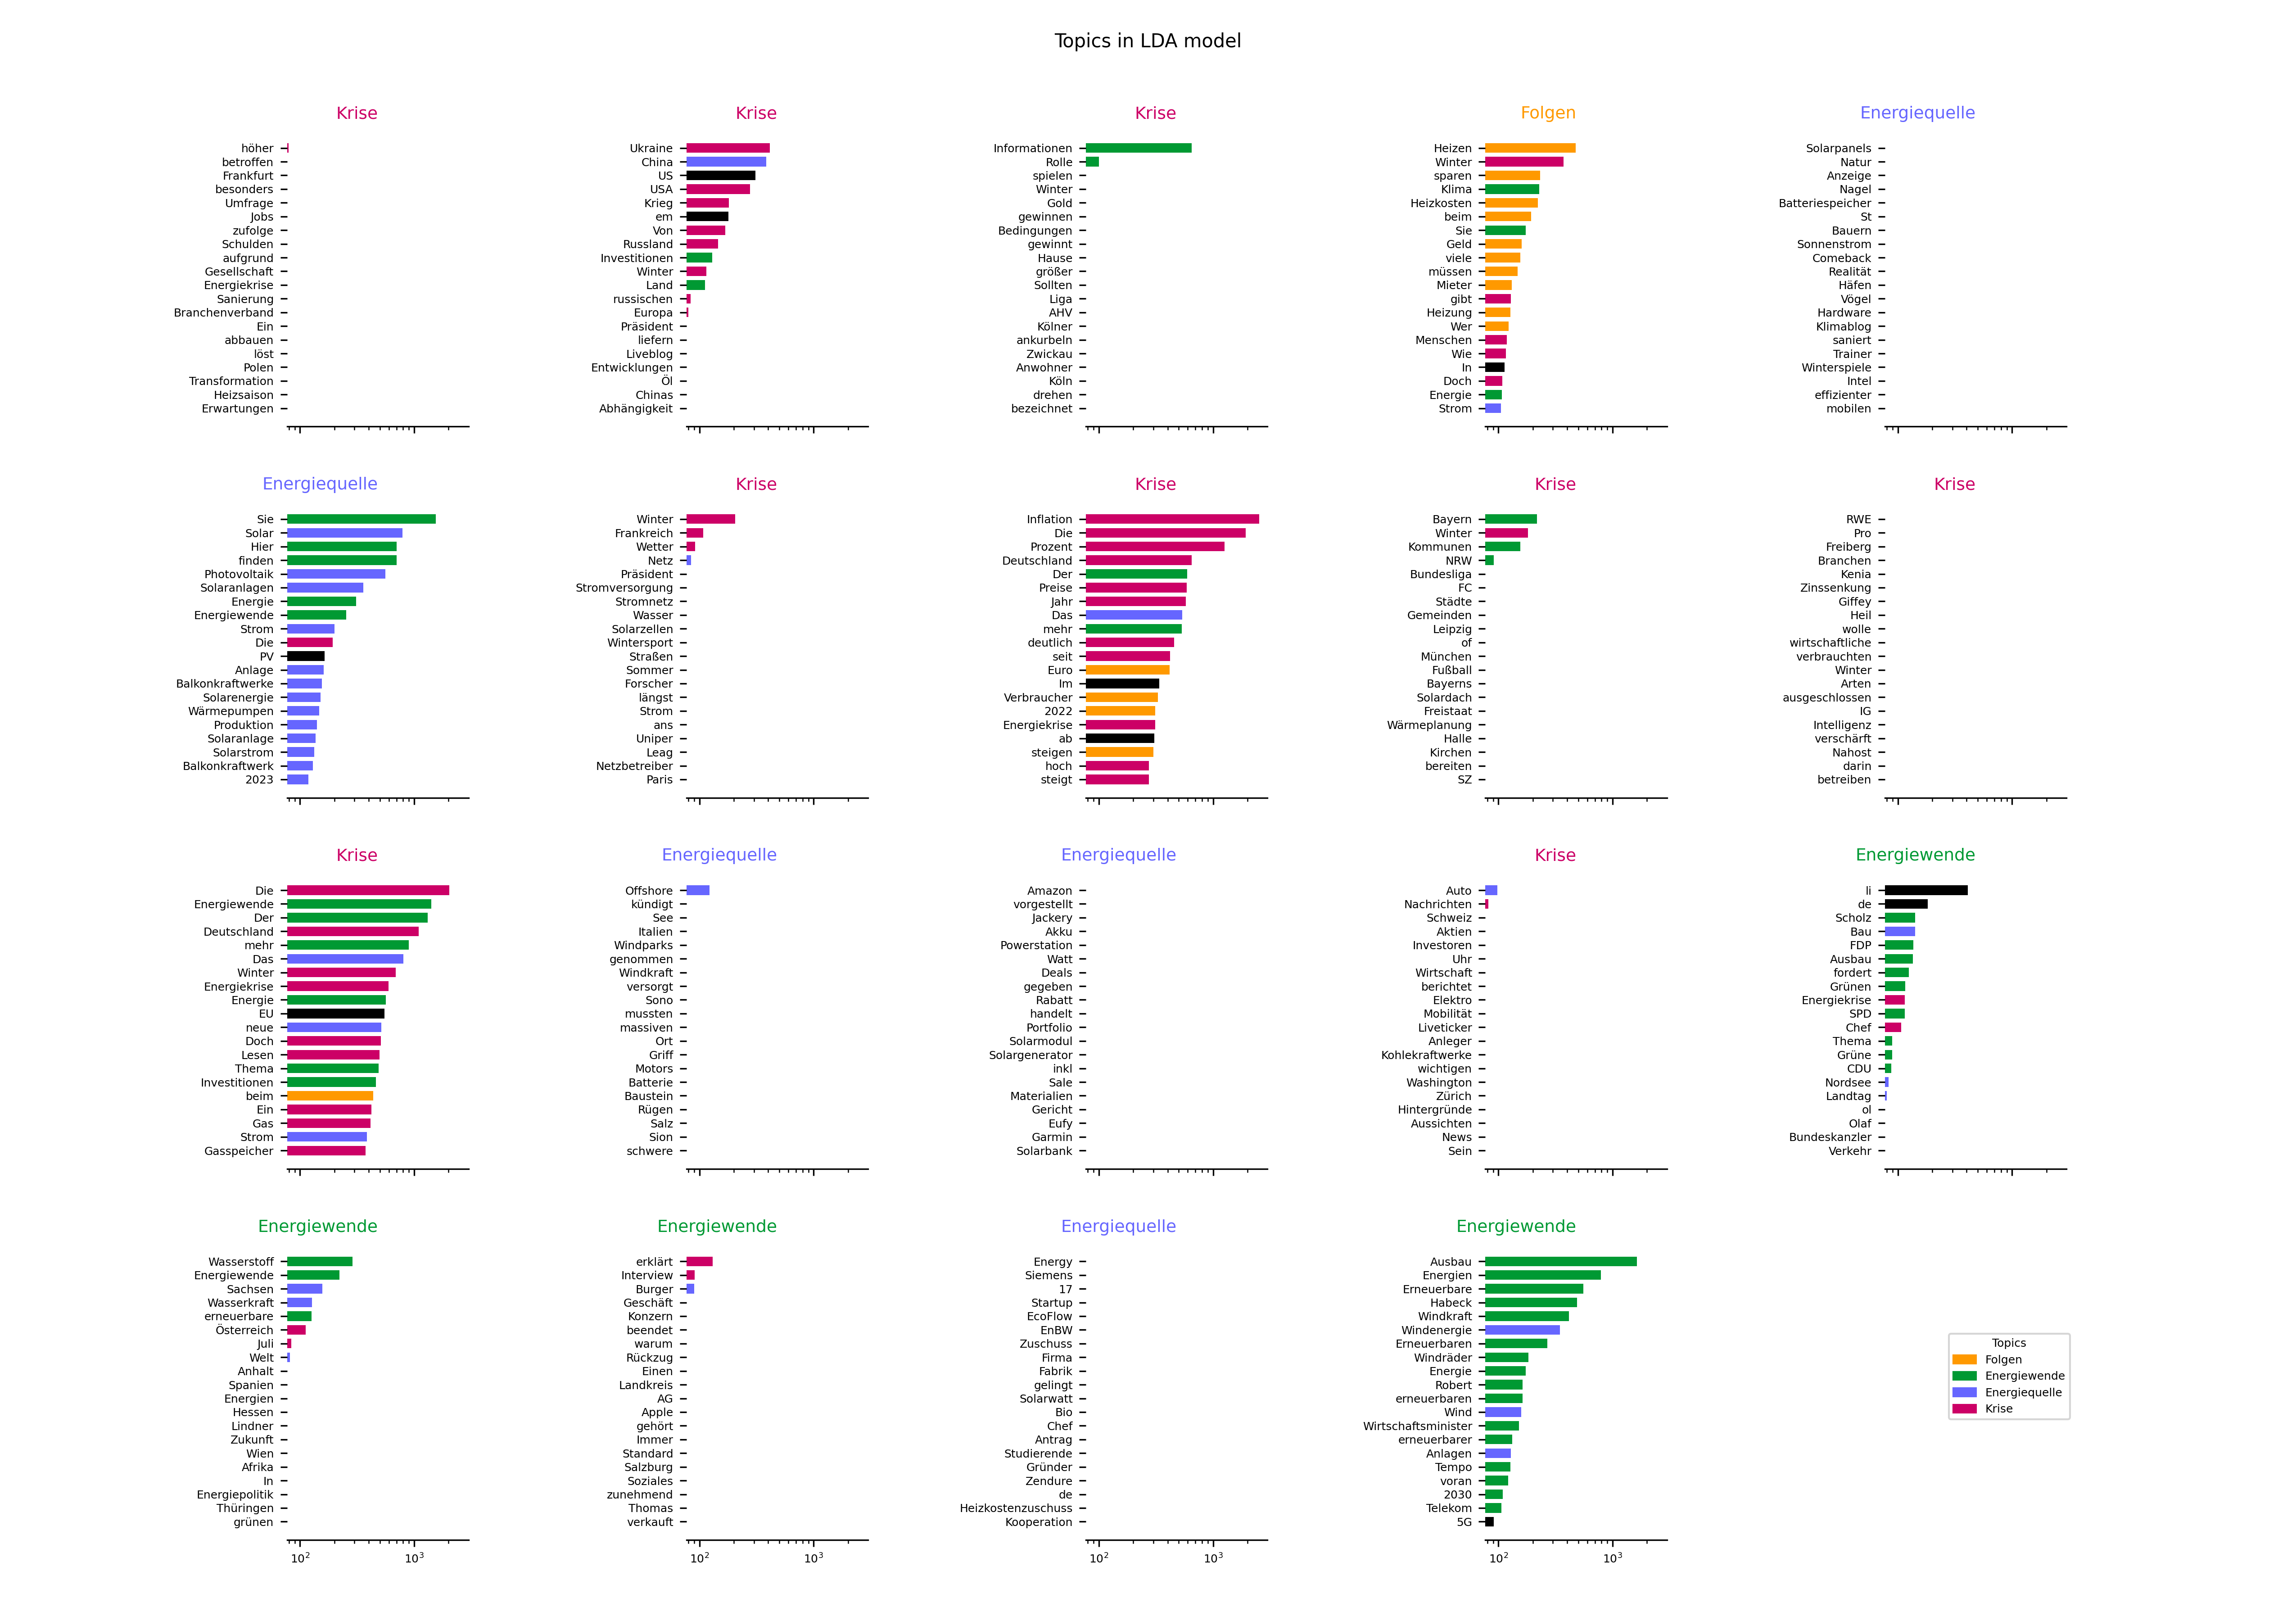 Topics in LDA model
Krise
höher
betroffen
Frankfurt
besonders
Umfrage
Jobs
zufolge
Schulden
aufgrund
Gesellschaft
Energiekrise
Sanierung
Branchenverband
Ein
abbauen
löst
Polen
Transformation
Heizsaison
Erwartungen
Krise
Ukraine
China
US
USA
Krieg
em
Von
Russland
Investitionen
Winter
Land
russischen
Europa
Präsident
liefern
Liveblog
Entwicklungen
Öl
Chinas
Abhängigkeit
Krise
Informationen
Rolle
spielen
Winter
Gold
gewinnen
Bedingungen
gewinnt
Hause
größer
Sollten
Liga
AHV
Kölner
ankurbeln
Zwickau
Anwohner
Köln
drehen
bezeichnet
Folgen
Heizen
Winter
sparen
Klima
Heizkosten
beim
Sie
Geld
viele
müssen
Mieter
gibt
Heizung
Wer
Menschen
Wie
In
Doch
Energie
Strom
Energiequelle
Solarpanels
Natur
Anzeige
Nagel
Batteriespeicher
St
Bauern
Sonnenstrom
Comeback
Realität
Häfen
Vögel
Hardware
Klimablog
saniert
Trainer
Winterspiele
Intel
effizienter
mobilen
Energiequelle
Sie
Solar
Hier
finden
Photovoltaik
Solaranlagen
Energie
Energiewende
Strom
Die
PV
Anlage
Balkonkraftwerke
Solarenergie
Wärmepumpen
Produktion
Solaranlage
Solarstrom
Balkonkraftwerk
2023
Krise
Winter
Frankreich
Wetter
Netz
Präsident
Stromversorgung
Stromnetz
Wasser
Solarzellen
Wintersport
Straßen
Sommer
Forscher
längst
Strom
ans
Uniper
Leag
Netzbetreiber
Paris
Krise
Inflation
Die
Prozent
Deutschland
Der
Preise
Jahr
Das
mehr
deutlich
seit
Euro
Im
Verbraucher
2022
Energiekrise
ab
steigen
hoch
steigt
Krise
Bayern
Winter
Kommunen
NRW
Bundesliga
FC
Städte
Gemeinden
Leipzig
of
München
Fußball
Bayerns
Solardach
Freistaat
Wärmeplanung
Halle
Kirchen
bereiten
SZ
Krise
RWE
Pro
Freiberg
Branchen
Kenia
Zinssenkung
Giffey
Heil
wolle
wirtschaftliche
verbrauchten
Winter
Arten
ausgeschlossen
IG
Intelligenz
verschärft
Nahost
darin
betreiben
Krise
Die
Energiewende
Der
Deutschland
mehr
Das
Winter
Energiekrise
Energie
EU
neue
Doch
Lesen
Thema
Investitionen
beim
Ein
Gas
Strom
Gasspeicher
Energiequelle
Offshore
kündigt
See
Italien
Windparks
genommen
Windkraft
versorgt
Sono
mussten
massiven
Ort
Griff
Motors
Batterie
Baustein
Rügen
Salz
Sion
schwere
Energiequelle
Amazon
vorgestellt
Jackery
Akku
Powerstation
Watt
Deals
gegeben
Rabatt
handelt
Portfolio
Solarmodul
Solargenerator
inkl
Sale
Materialien
Gericht
Eufy
Garmin
Solarbank
Krise
Auto
Nachrichten
Schweiz
Aktien
Investoren
Uhr
Wirtschaft
berichtet
Elektro
Mobilität
Liveticker
Anleger
Kohlekraftwerke
wichtigen
Washington
Zürich
Hintergründe
Aussichten
News
Sein
Energiewende
li
de
Scholz
Bau
FDP
Ausbau
fordert
Grünen
Energiekrise
SPD
Chef
Thema
Grüne
CDU
Nordsee
Landtag
ol
Olaf
Bundeskanzler
Verkehr
Energiewende
Wasserstoff
Energiewende
Sachsen
Wasserkraft
erneuerbare
Österreich
Juli
Welt
Anhalt
Spanien
Energien
Hessen
Lindner
Zukunft
Wien
Afrika
In
Energiepolitik
Thüringen
grünen
10² 10³
Energiewende
erklärt
Interview
Burger
Geschäft
Konzern
beendet
warum
Rückzug
Einen
Landkreis
AG
Apple
gehört
Immer
Standard
Salzburg
Soziales
zunehmend
Thomas
verkauft
10² 10³
Energiequelle
Energy
Siemens
17
Startup
EcoFlow
EnBW
Zuschuss
Firma
Fabrik
gelingt
Solarwatt
Bio
Chef
Antrag
Studierende
Gründer
Zendure
de
Heizkostenzuschuss
Kooperation
10² 10³
Energiewende
Ausbau
Energien
Erneuerbare
Habeck
Windkraft
Windenergie
Erneuerbaren
Windräder
Energie
Robert
erneuerbaren
Wind
Wirtschaftsminister
erneuerbarer
Anlagen
Tempo
voran
2030
Telekom
5G
10² 10³
Topics
Folgen
Energiewende
Energiequelle
Krise